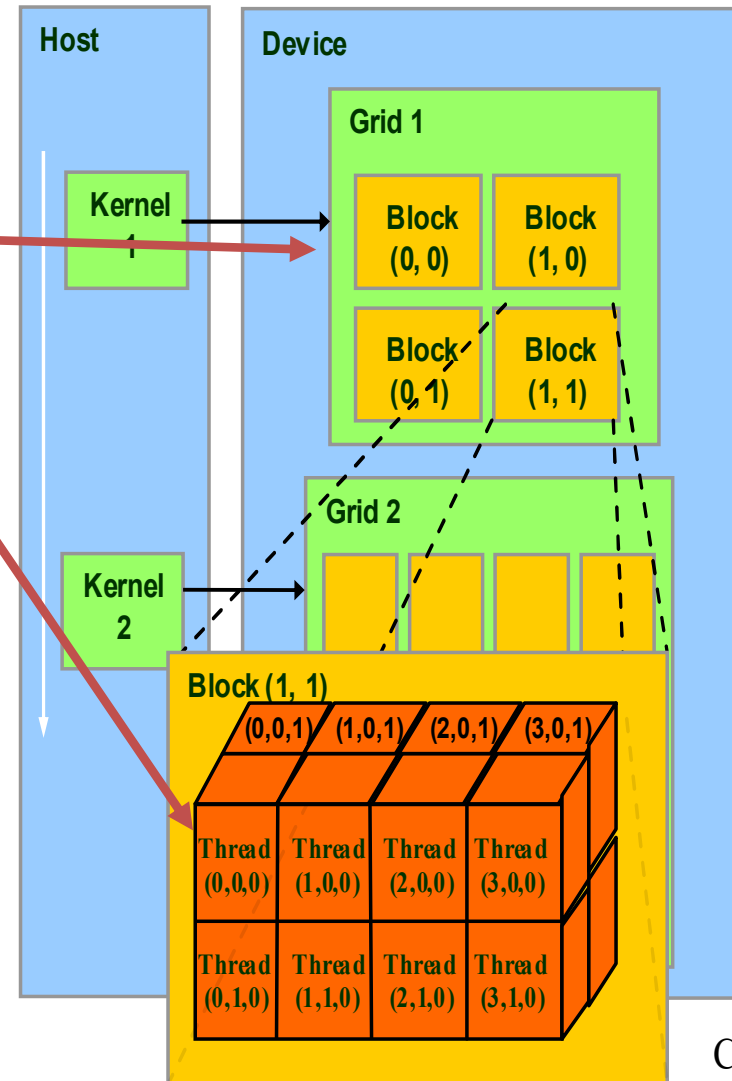 Host
Device
Grid 1
Kernel
1
Block
(0, 0)
Block
(1, 0)
Block
(0, 1)
Block
(1, 1)
Grid 2
Kernel
2
Block (1, 1)
(0,0,1) (1,0,1) (2,0,1) (3,0,1)
Thread
(0,0,0)
Thread
(1,0,0)
Thread
(2,0,0)
Thread
(3,0,0)
Thread
(0,1,0)
Thread
(1,1,0)
Thread
(2,1,0)
Thread
(3,1,0)